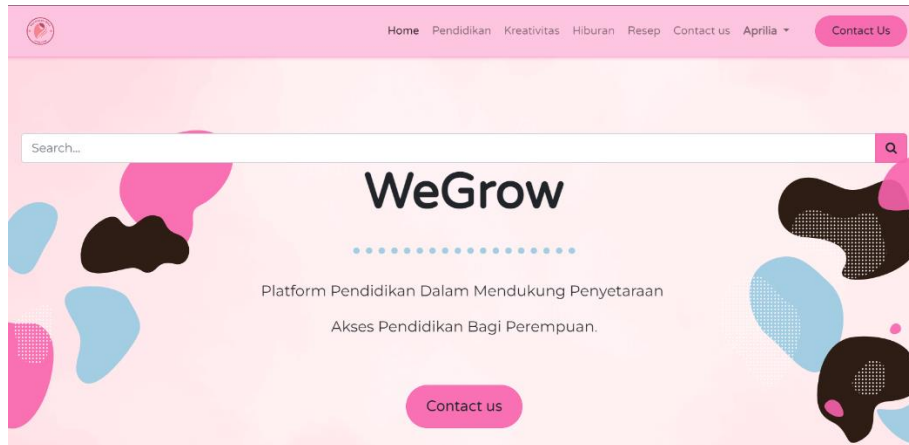 Home Pendidikan Kreativitas Hiburan Resep Contact us Aprilia Contact Us
Search...
WeGrow
Platform Pendidikan Dalam Mendukung Penyetaraan
Akses Pendidikan Bagi Perempuan.
Contact us